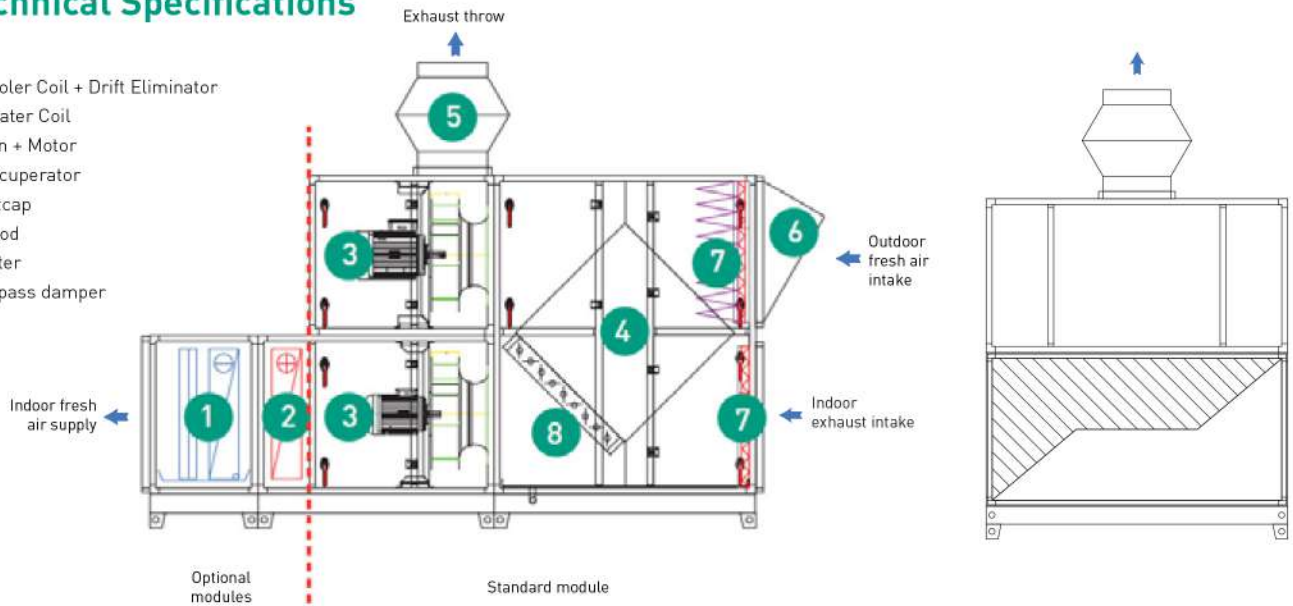 chnical Specifications
Exhaust throw
oler Coil + Drift Eliminator
ater Coil
n + Motor
cuperator
tcap
od
ter
pass damper
5
3
7
6
Outdoor
fresh air
intake
4
Indoor fresh
air supply
1
2
3
8
7
Indoor
exhaust intake
Optional
modules
Standard module